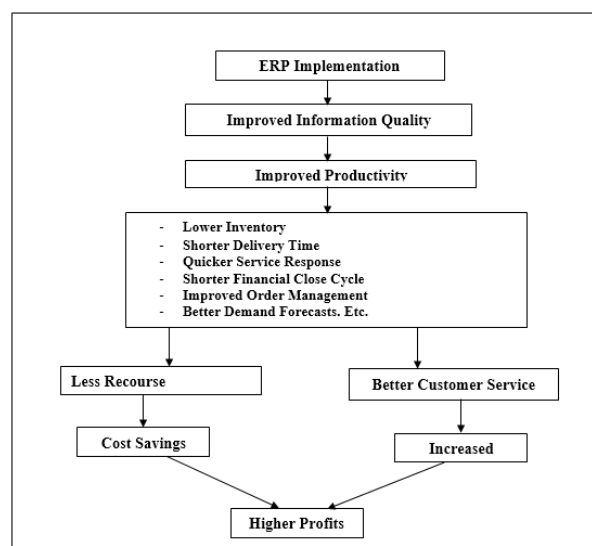 ERP Implementation
Improved Information Quality
Improved Productivity
- Lower Inventory
- Shorter Delivery Time
- Quicker Service Response
- Shorter Financial Close Cycle
- Improved Order Management
- Better Demand Forecasts. Etc.
Less Recourse
Better Customer Service
Cost Savings
Increased
Higher Profits